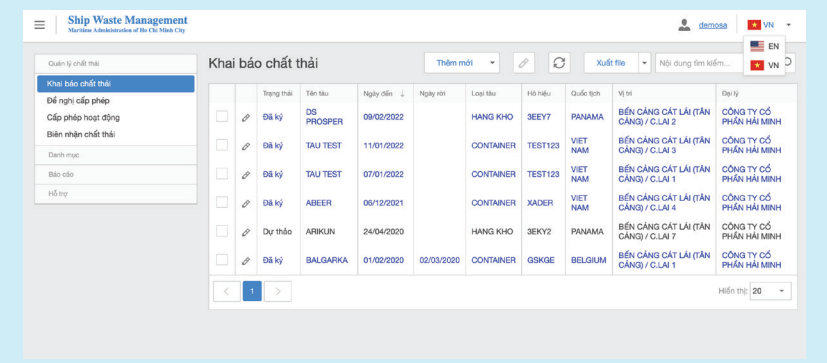 Ship Waste Management
Maritime Administration of Ho Chi Minh City
demosa
VN
EN
VN
Quản lý chất thải
Khai báo chất thải
Đề nghị cấp phép
Cấp phép hoạt động
Biên nhận chất thải
Danh mục
Báo cáo
Hỗ trợ
Khai báo chất thải
Thêm mới
Xuất file
Nội dung tìm kiếm...
Trạng thái Tên tàu Ngày đến ↓ Ngày rời Loại tàu Hô hiệu Quốc tịch Vị trí Đại lý
Đã ký DS PROSPER 09/02/2022 HANG KHO 3EEY7 PANAMA BẾN CẢNG CÁT LÁI (TÂN CẢNG) / C.LAI 2 CÔNG TY CỔ PHẦN HẢI MINH
Đã ký TAU TEST 11/01/2022 CONTAINER TEST123 VIET NAM BẾN CẢNG CÁT LÁI (TÂN CẢNG) / C.LAI 3 CÔNG TY CỔ PHẦN HẢI MINH
Đã ký TAU TEST 07/01/2022 CONTAINER TEST123 VIET NAM BẾN CẢNG CÁT LÁI (TÂN CẢNG) / C.LAI 1 CÔNG TY CỔ PHẦN HẢI MINH
Đã ký ABEER 06/12/2021 CONTAINER XADER VIET NAM BẾN CẢNG CÁT LÁI (TÂN CẢNG) / C.LAI 4 CÔNG TY CỔ PHẦN HẢI MINH
Dự thảo ARIKUN 24/04/2020 HANG KHO 3EKY2 PANAMA BẾN CẢNG CÁT LÁI (TÂN CẢNG) / C.LAI 7 CÔNG TY CỔ PHẦN HẢI MINH
Đã ký BALGARKA 01/02/2020 02/03/2020 CONTAINER GSKGE BELGIUM BẾN CẢNG CÁT LÁI (TÂN CẢNG) / C.LAI 1 CÔNG TY CỔ PHẦN HẢI MINH
1
Hiển thị: 20